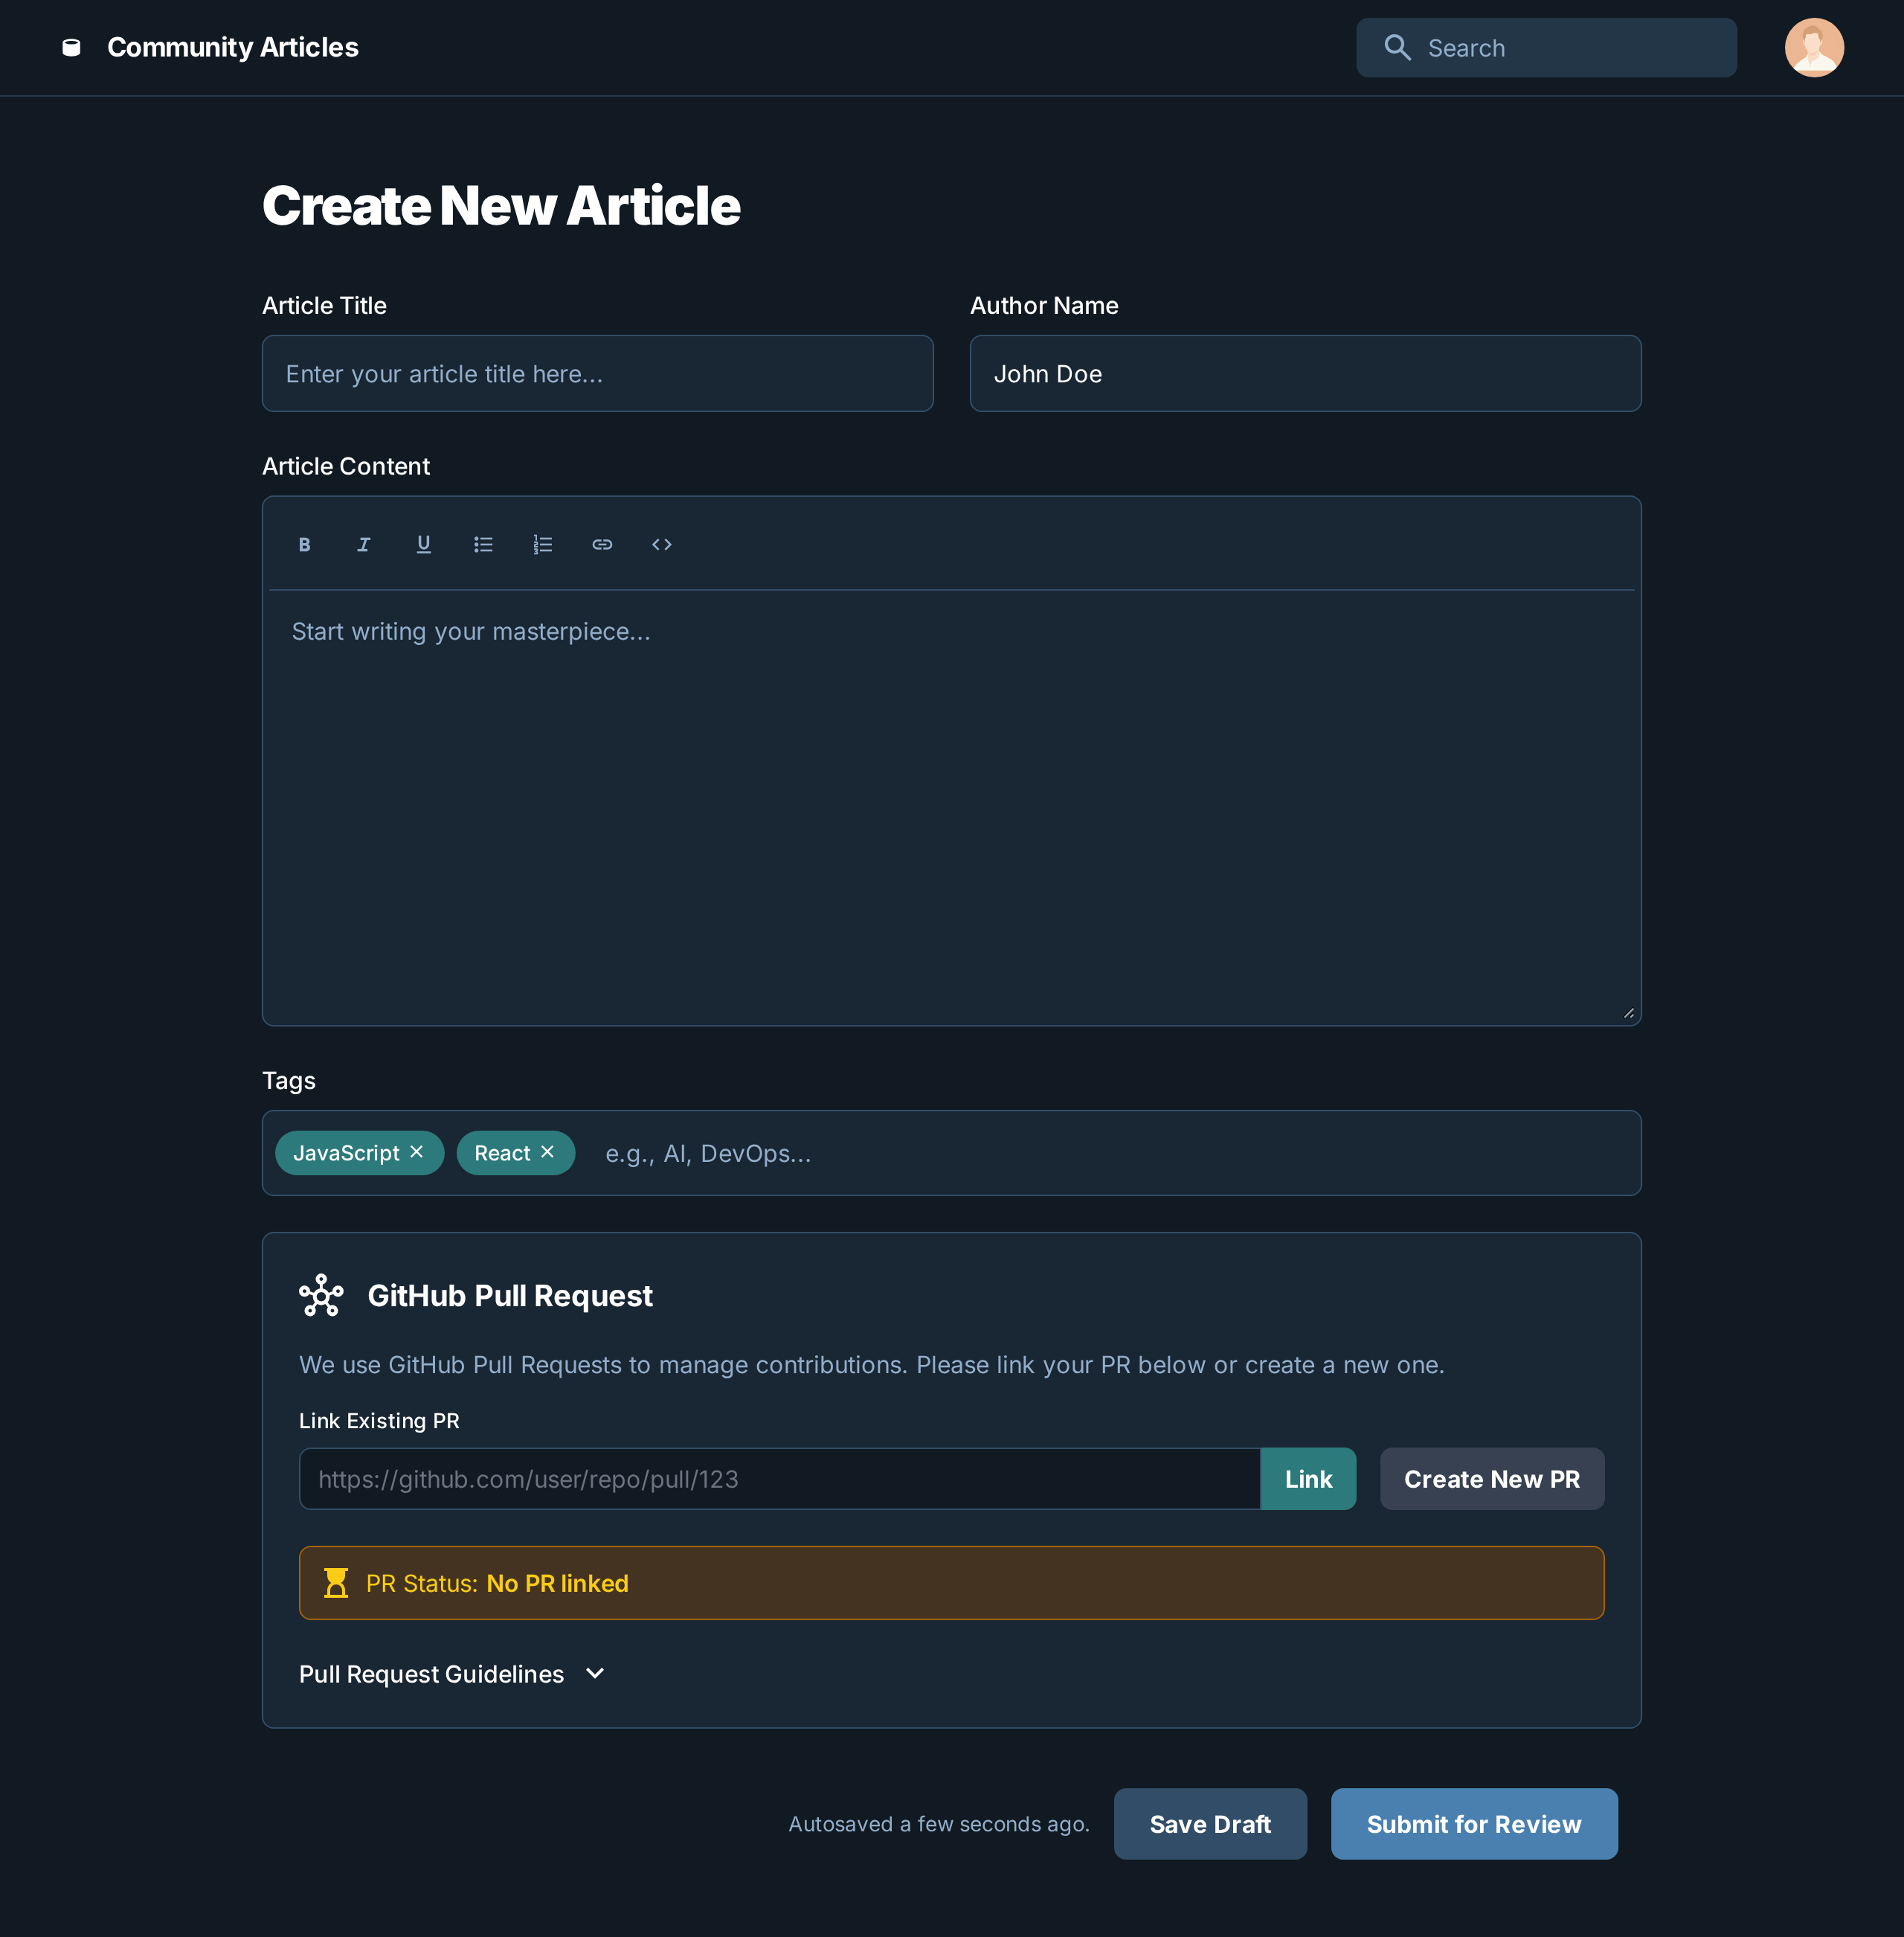 Community Articles
Search
Create New Article
Article Title
Author Name
Enter your article title here...
John Doe
Article Content
Start writing your masterpiece...
Tags
JavaScript
React
e.g., AI, DevOps...
GitHub Pull Request
We use GitHub Pull Requests to manage contributions. Please link your PR below or create a new one.
Link Existing PR
https://github.com/user/repo/pull/123
Link
Create New PR
PR Status: No PR linked
Pull Request Guidelines
Autosaved a few seconds ago.
Save Draft
Submit for Review